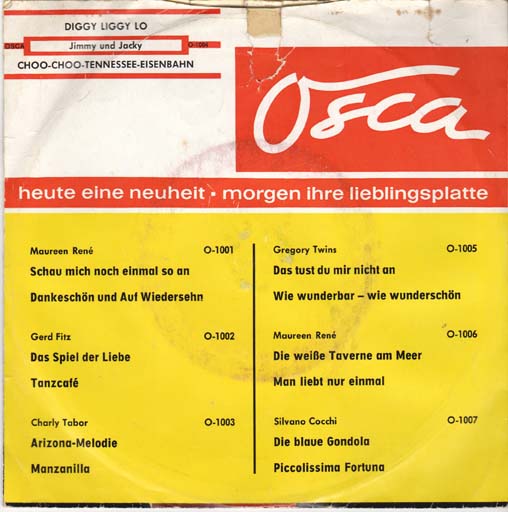 DIGGY LIGGY LO
OSCA Jimmy und Jacky O-1004
CHOO-CHOO-TENNESSEE-EISENBAHN
Osca
heute eine neuheit • morgen ihre lieblingsplatte
Maureen René O-1001
Schau mich noch einmal so an
Dankeschön und Auf Wiedersehn
Gerd Fitz O-1002
Das Spiel der Liebe
Tanzcafé
Charly Tabor O-1003
Arizona-Melodie
Manzanilla
Gregory Twins O-1005
Das tust du mir nicht an
Wie wunderbar – wie wunderschön
Maureen René O-1006
Die weiße Taverne am Meer
Man liebt nur einmal
Silvano Cocchi O-1007
Die blaue Gondola
Piccolissima Fortuna